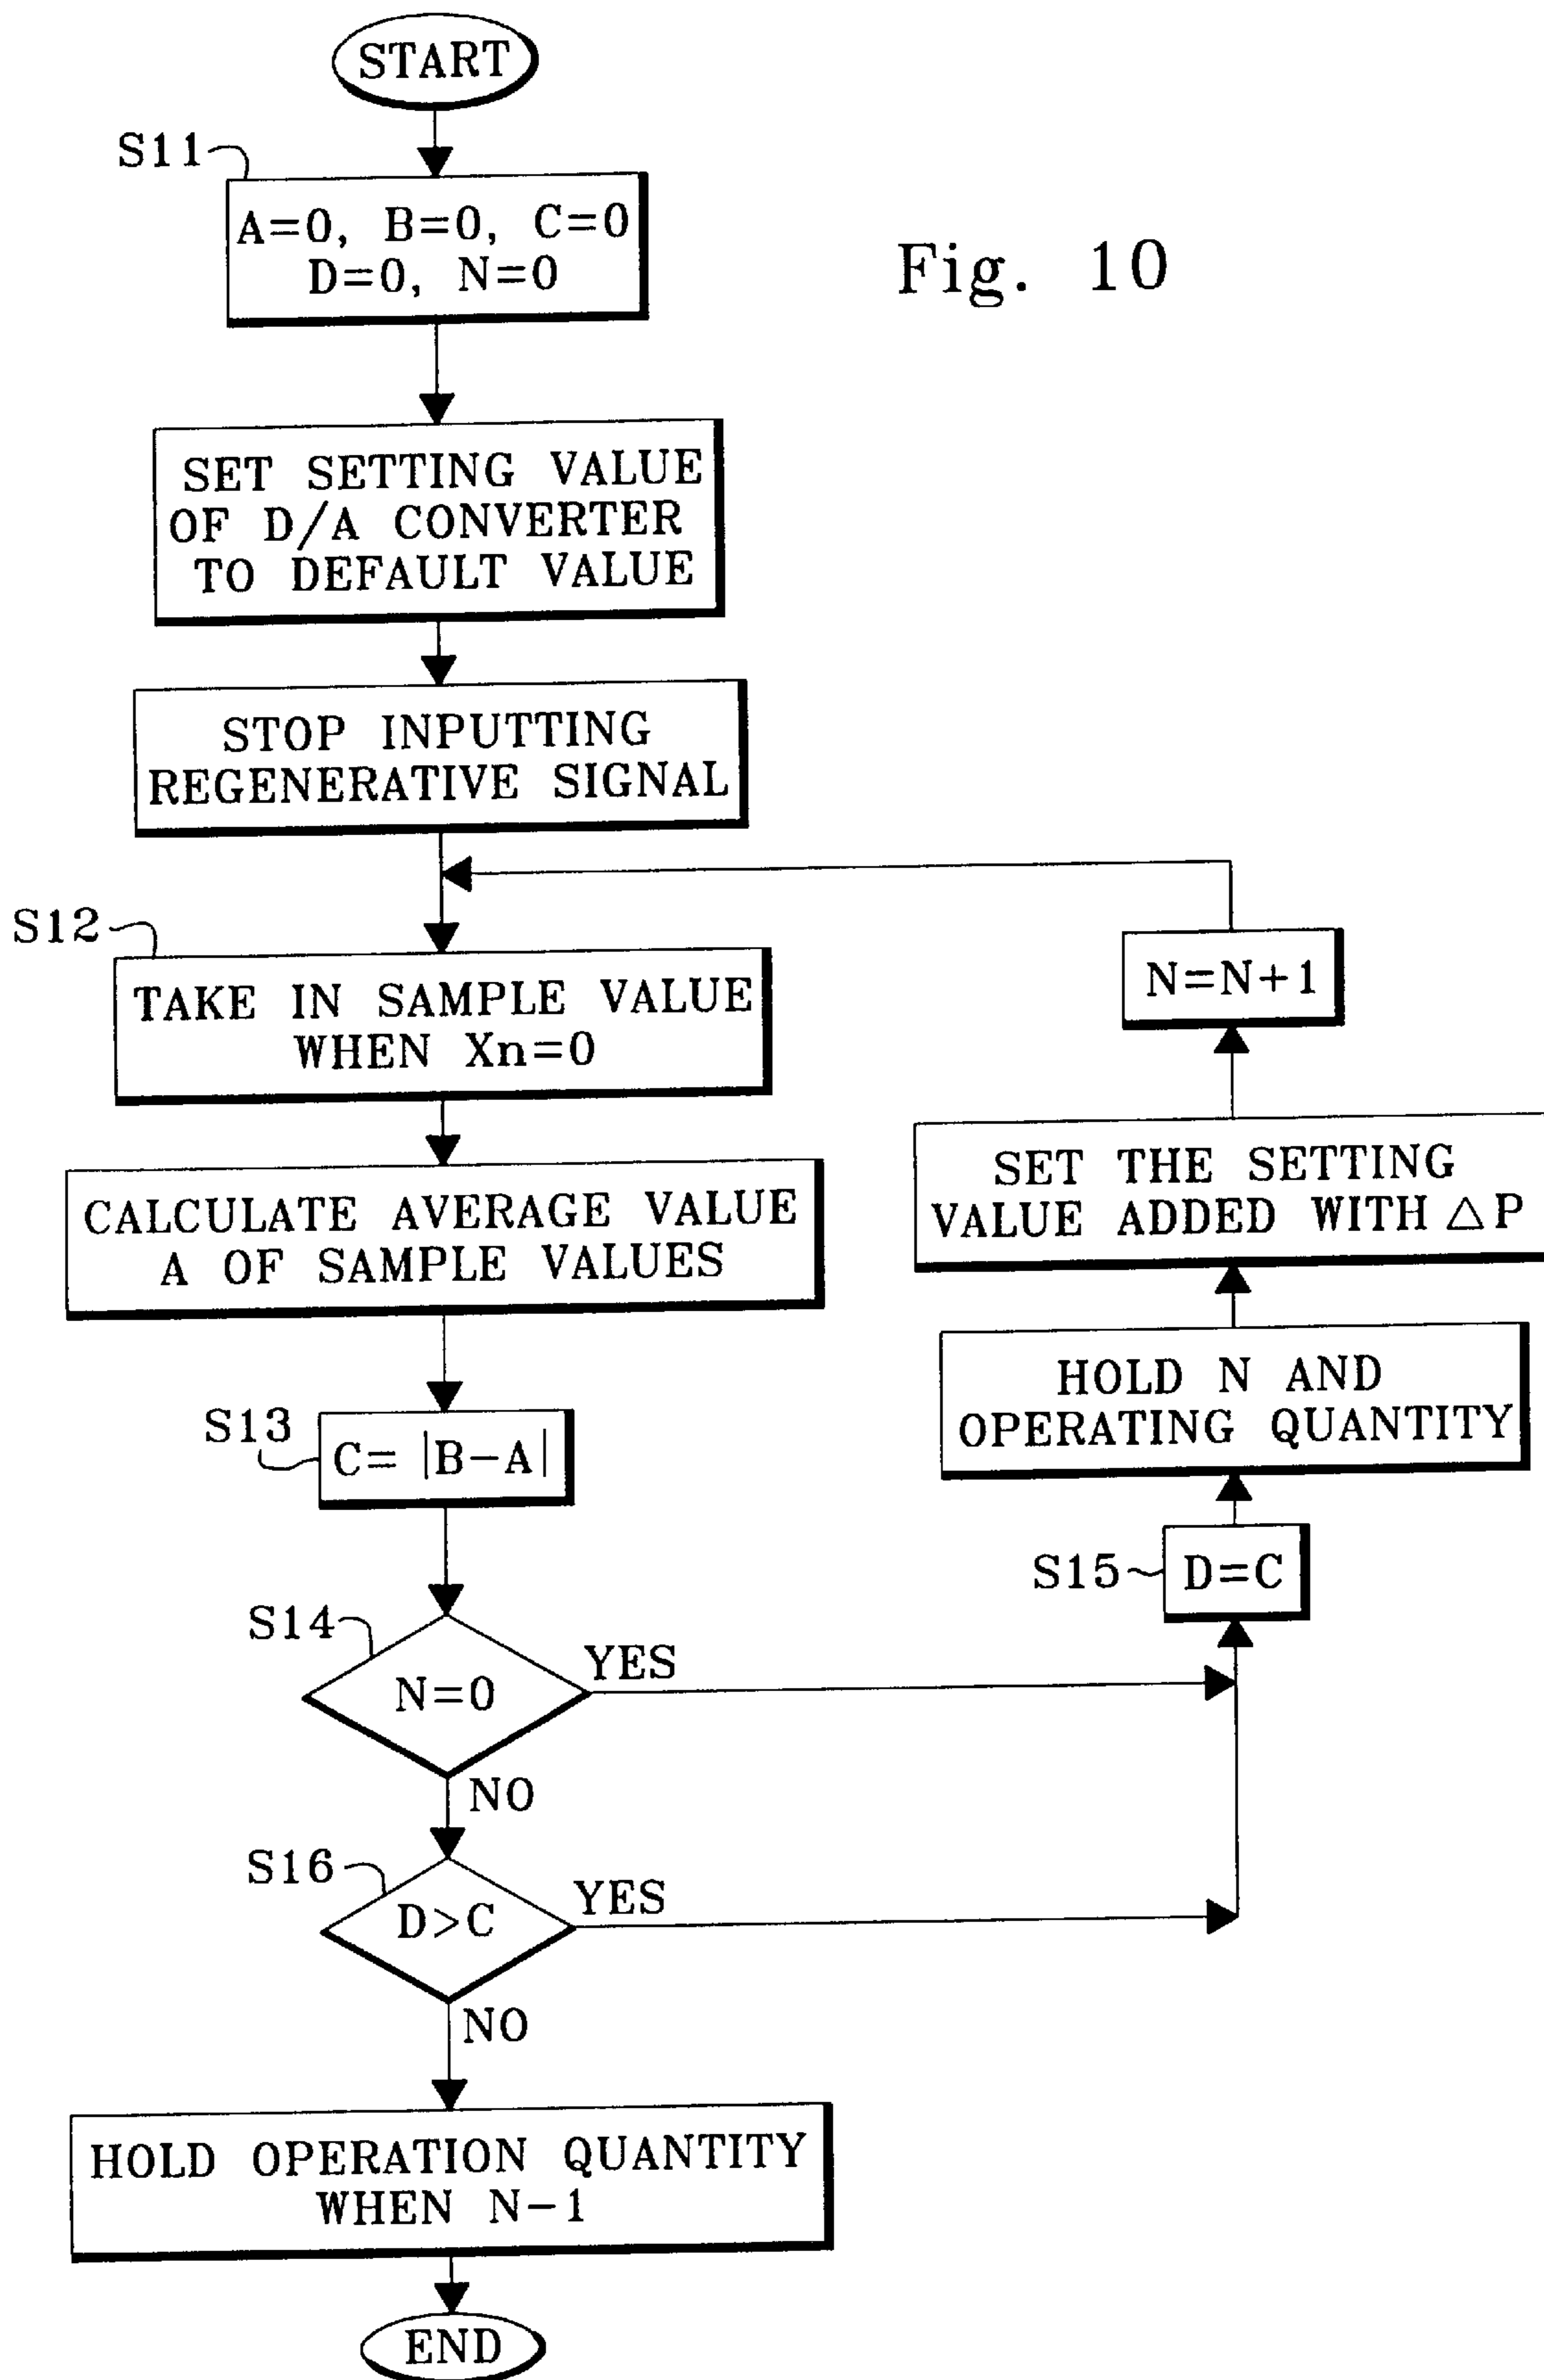 START
S11
A=0, B=0, C=0
D=0, N=0
Fig. 10
SET SETTING VALUE
OF D/A CONVERTER
TO DEFAULT VALUE
STOP INPUTTING
REGENERATIVE SIGNAL
S12
TAKE IN SAMPLE VALUE
WHEN Xn=0
CALCULATE AVERAGE VALUE
A OF SAMPLE VALUES
S13
C= |B-A|
S14
N=0
YES
NO
S16
D>C
YES
NO
HOLD OPERATION QUANTITY
WHEN N-1
END
N=N+1
SET THE SETTING
VALUE ADDED WITH △P
HOLD N AND
OPERATING QUANTITY
S15
D=C